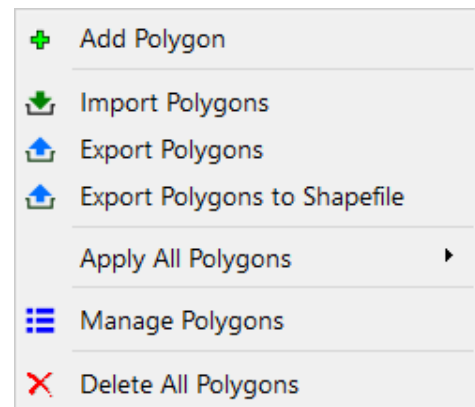 Add Polygon
Import Polygons
Export Polygons
Export Polygons to Shapefile
Apply All Polygons
Manage Polygons
Delete All Polygons